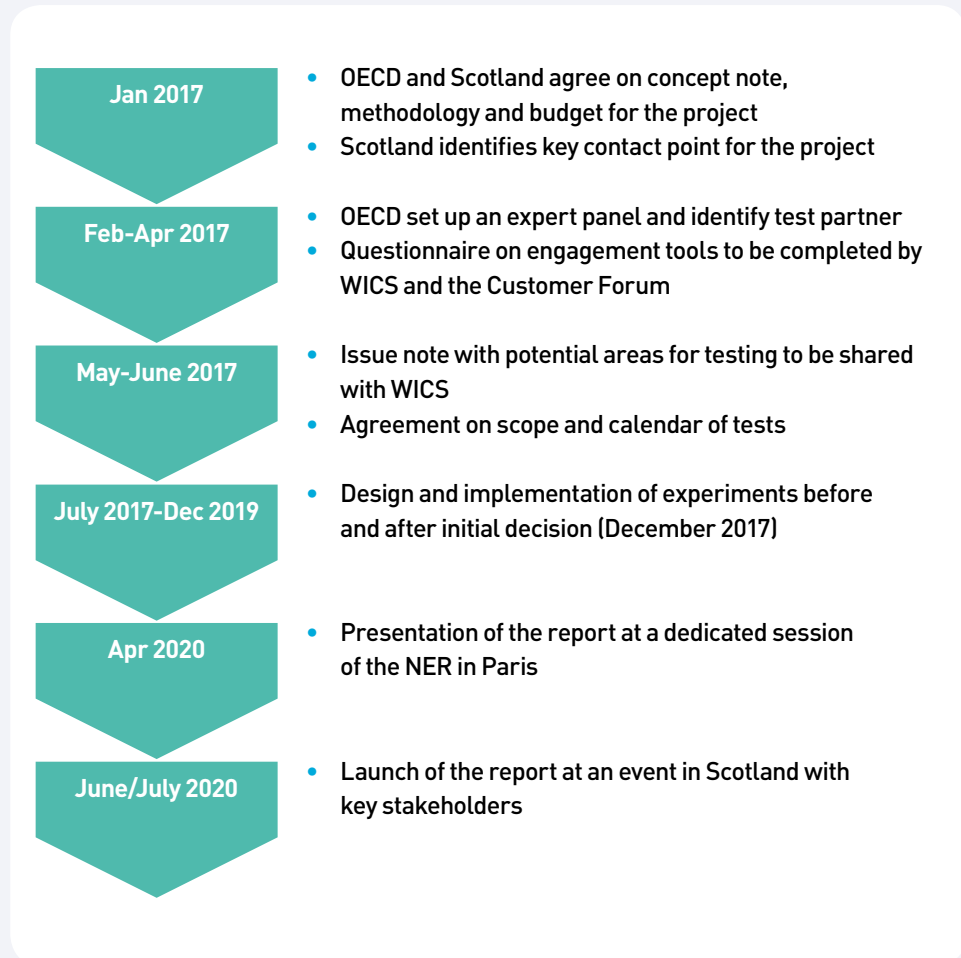 Jan 2017
• OECD and Scotland agree on concept note,
methodology and budget for the project
• Scotland identifies key contact point for the project
Feb-Apr 2017
• OECD set up an expert panel and identify test partner
• Questionnaire on engagement tools to be completed by
WICS and the Customer Forum
May-June 2017
• Issue note with potential areas for testing to be shared
with WICS
• Agreement on scope and calendar of tests
July 2017-Dec 2019
• Design and implementation of experiments before
and after initial decision (December 2017)
Apr 2020
• Presentation of the report at a dedicated session
of the NER in Paris
June/July 2020
• Launch of the report at an event in Scotland with
key stakeholders